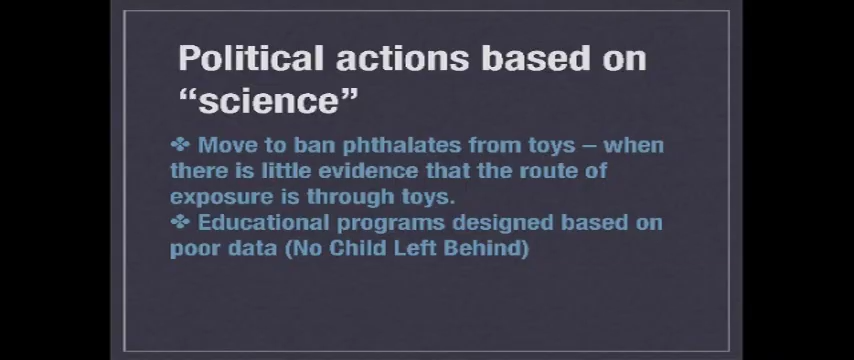 Political actions based on
“science”
✤ Move to ban phthalates from toys – when
there is little evidence that the route of
exposure is through toys.
✤ Educational programs designed based on
poor data (No Child Left Behind)